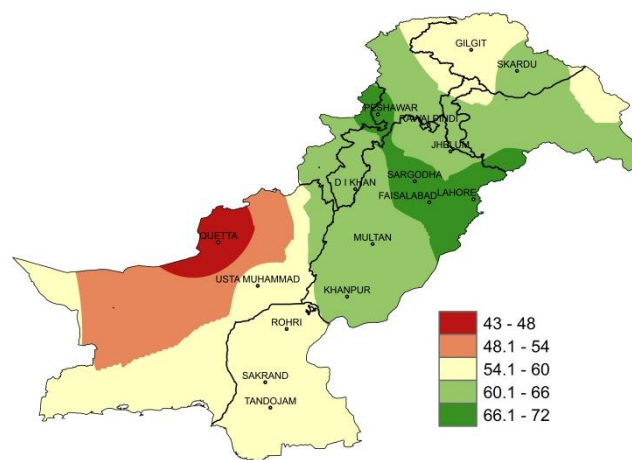 GILGIT
SKARDU
PESHAWAR
RAWALPINDI
JHELUM
SARGODHA
D I KHAN
FAISALABAD
LAHORE
QUETTA
MULTAN
USTA MUHAMMAD
KHANPUR
ROHRI
SAKRAND
TANDOJAM
43 - 48
48.1 - 54
54.1 - 60
60.1 - 66
66.1 - 72